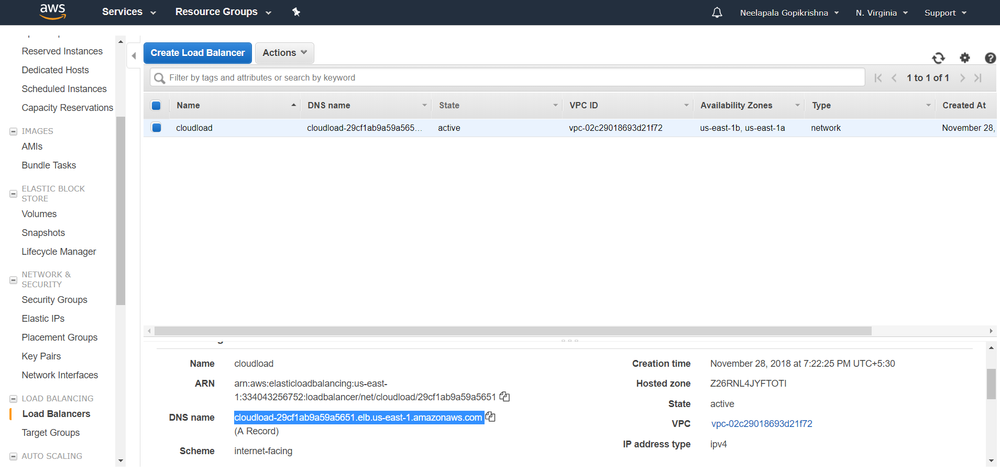 aws Services Resource Groups Neelapala Gopikrishna N. Virginia Support
Reserved Instances
Dedicated Hosts
Scheduled Instances
Capacity Reservations
IMAGES
AMIs
Bundle Tasks
ELASTIC BLOCK
STORE
Volumes
Snapshots
Lifecycle Manager
NETWORK &
SECURITY
Security Groups
Elastic IPs
Placement Groups
Key Pairs
Network Interfaces
LOAD BALANCING
Load Balancers
Target Groups
AUTO SCALING
Create Load Balancer Actions
Filter by tags and attributes or search by keyword 1 to 1 of 1
Name DNS name State VPC ID Availability Zones Type Created At
cloudload cloudload-29cf1ab9a59a565... active vpc-02c29018693d21f72 us-east-1b, us-east-1a network November 28,
Name cloudload
ARN arn:aws:elasticloadbalancing:us-east-
1:334043256752:loadbalancer/net/cloudload/29cf1ab9a59a5651
DNS name cloudload-29cf1ab9a59a5651.elb.us-east-1.amazonaws.com
(A Record)
Scheme internet-facing
Creation time November 28, 2018 at 7:22:25 PM UTC+5:30
Hosted zone Z26RNL4JYFTOTI
State active
VPC vpc-02c29018693d21f72
IP address type ipv4